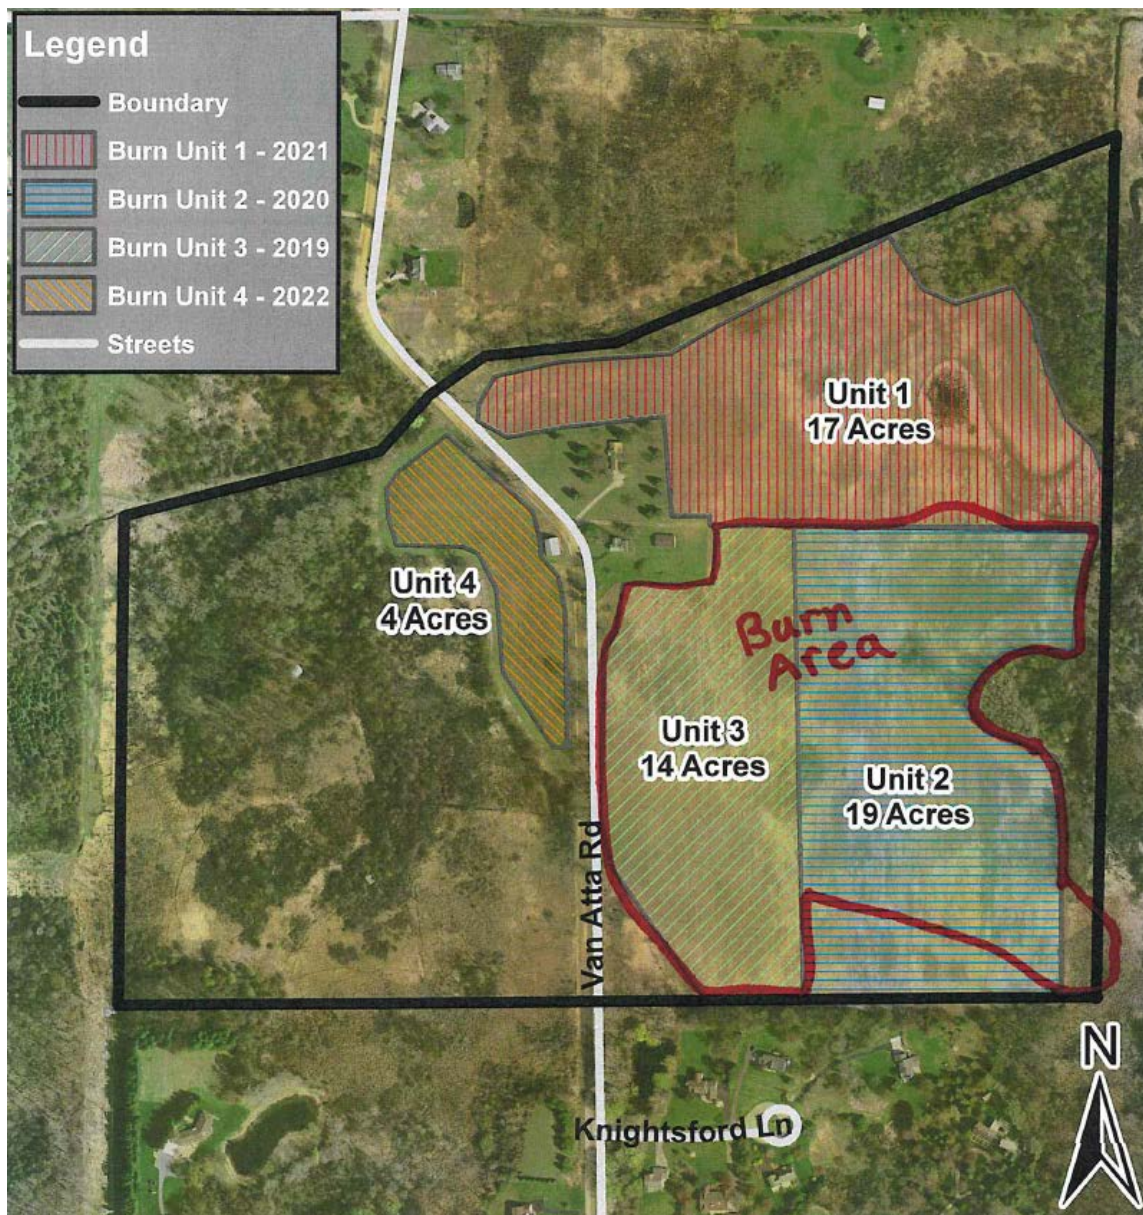 Legend
Boundary
Burn Unit 1 - 2021
Burn Unit 2 - 2020
Burn Unit 3 - 2019
Burn Unit 4 - 2022
Streets
Unit 1
17 Acres
Unit 4
4 Acres
Burn
Area
Unit 3
14 Acres
Unit 2
19 Acres
Van Atta Rd
N
Knightsford Ln